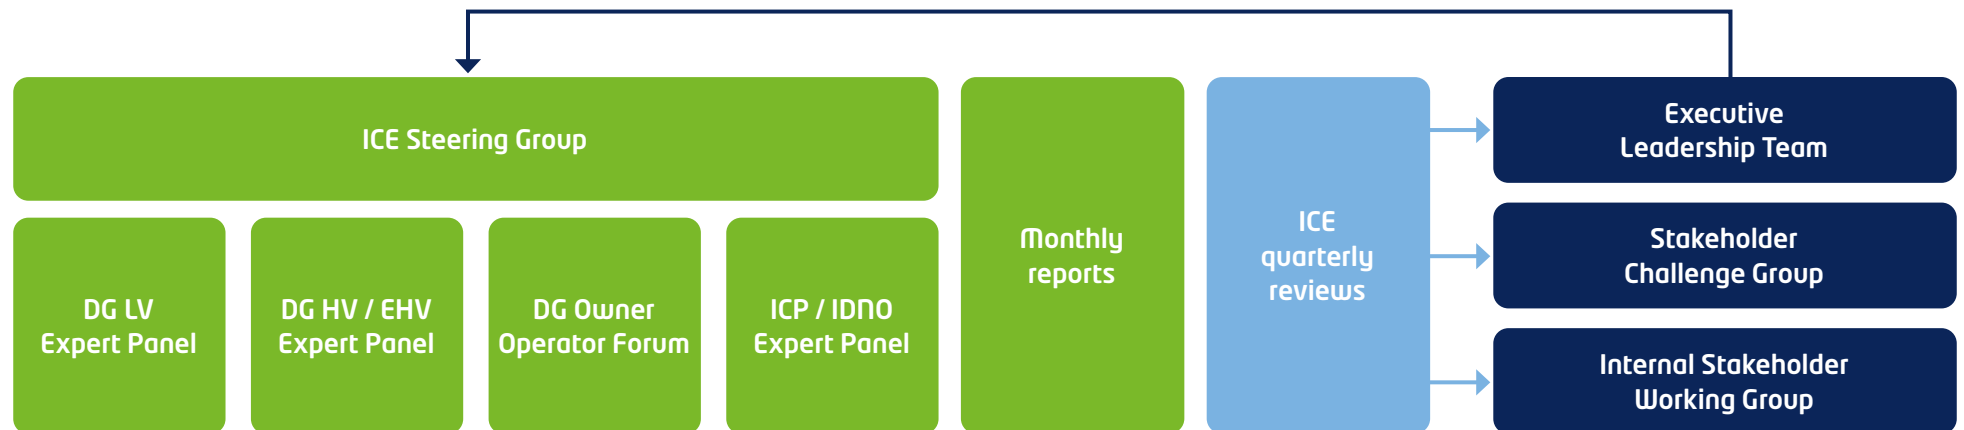 ICE Steering Group
DG LV
Expert Panel
DG HV / EHV
Expert Panel
DG Owner
Operator Forum
ICP / IDNO
Expert Panel
Monthly
reports
ICE
quarterly
reviews
Executive
Leadership Team
Stakeholder
Challenge Group
Internal Stakeholder
Working Group